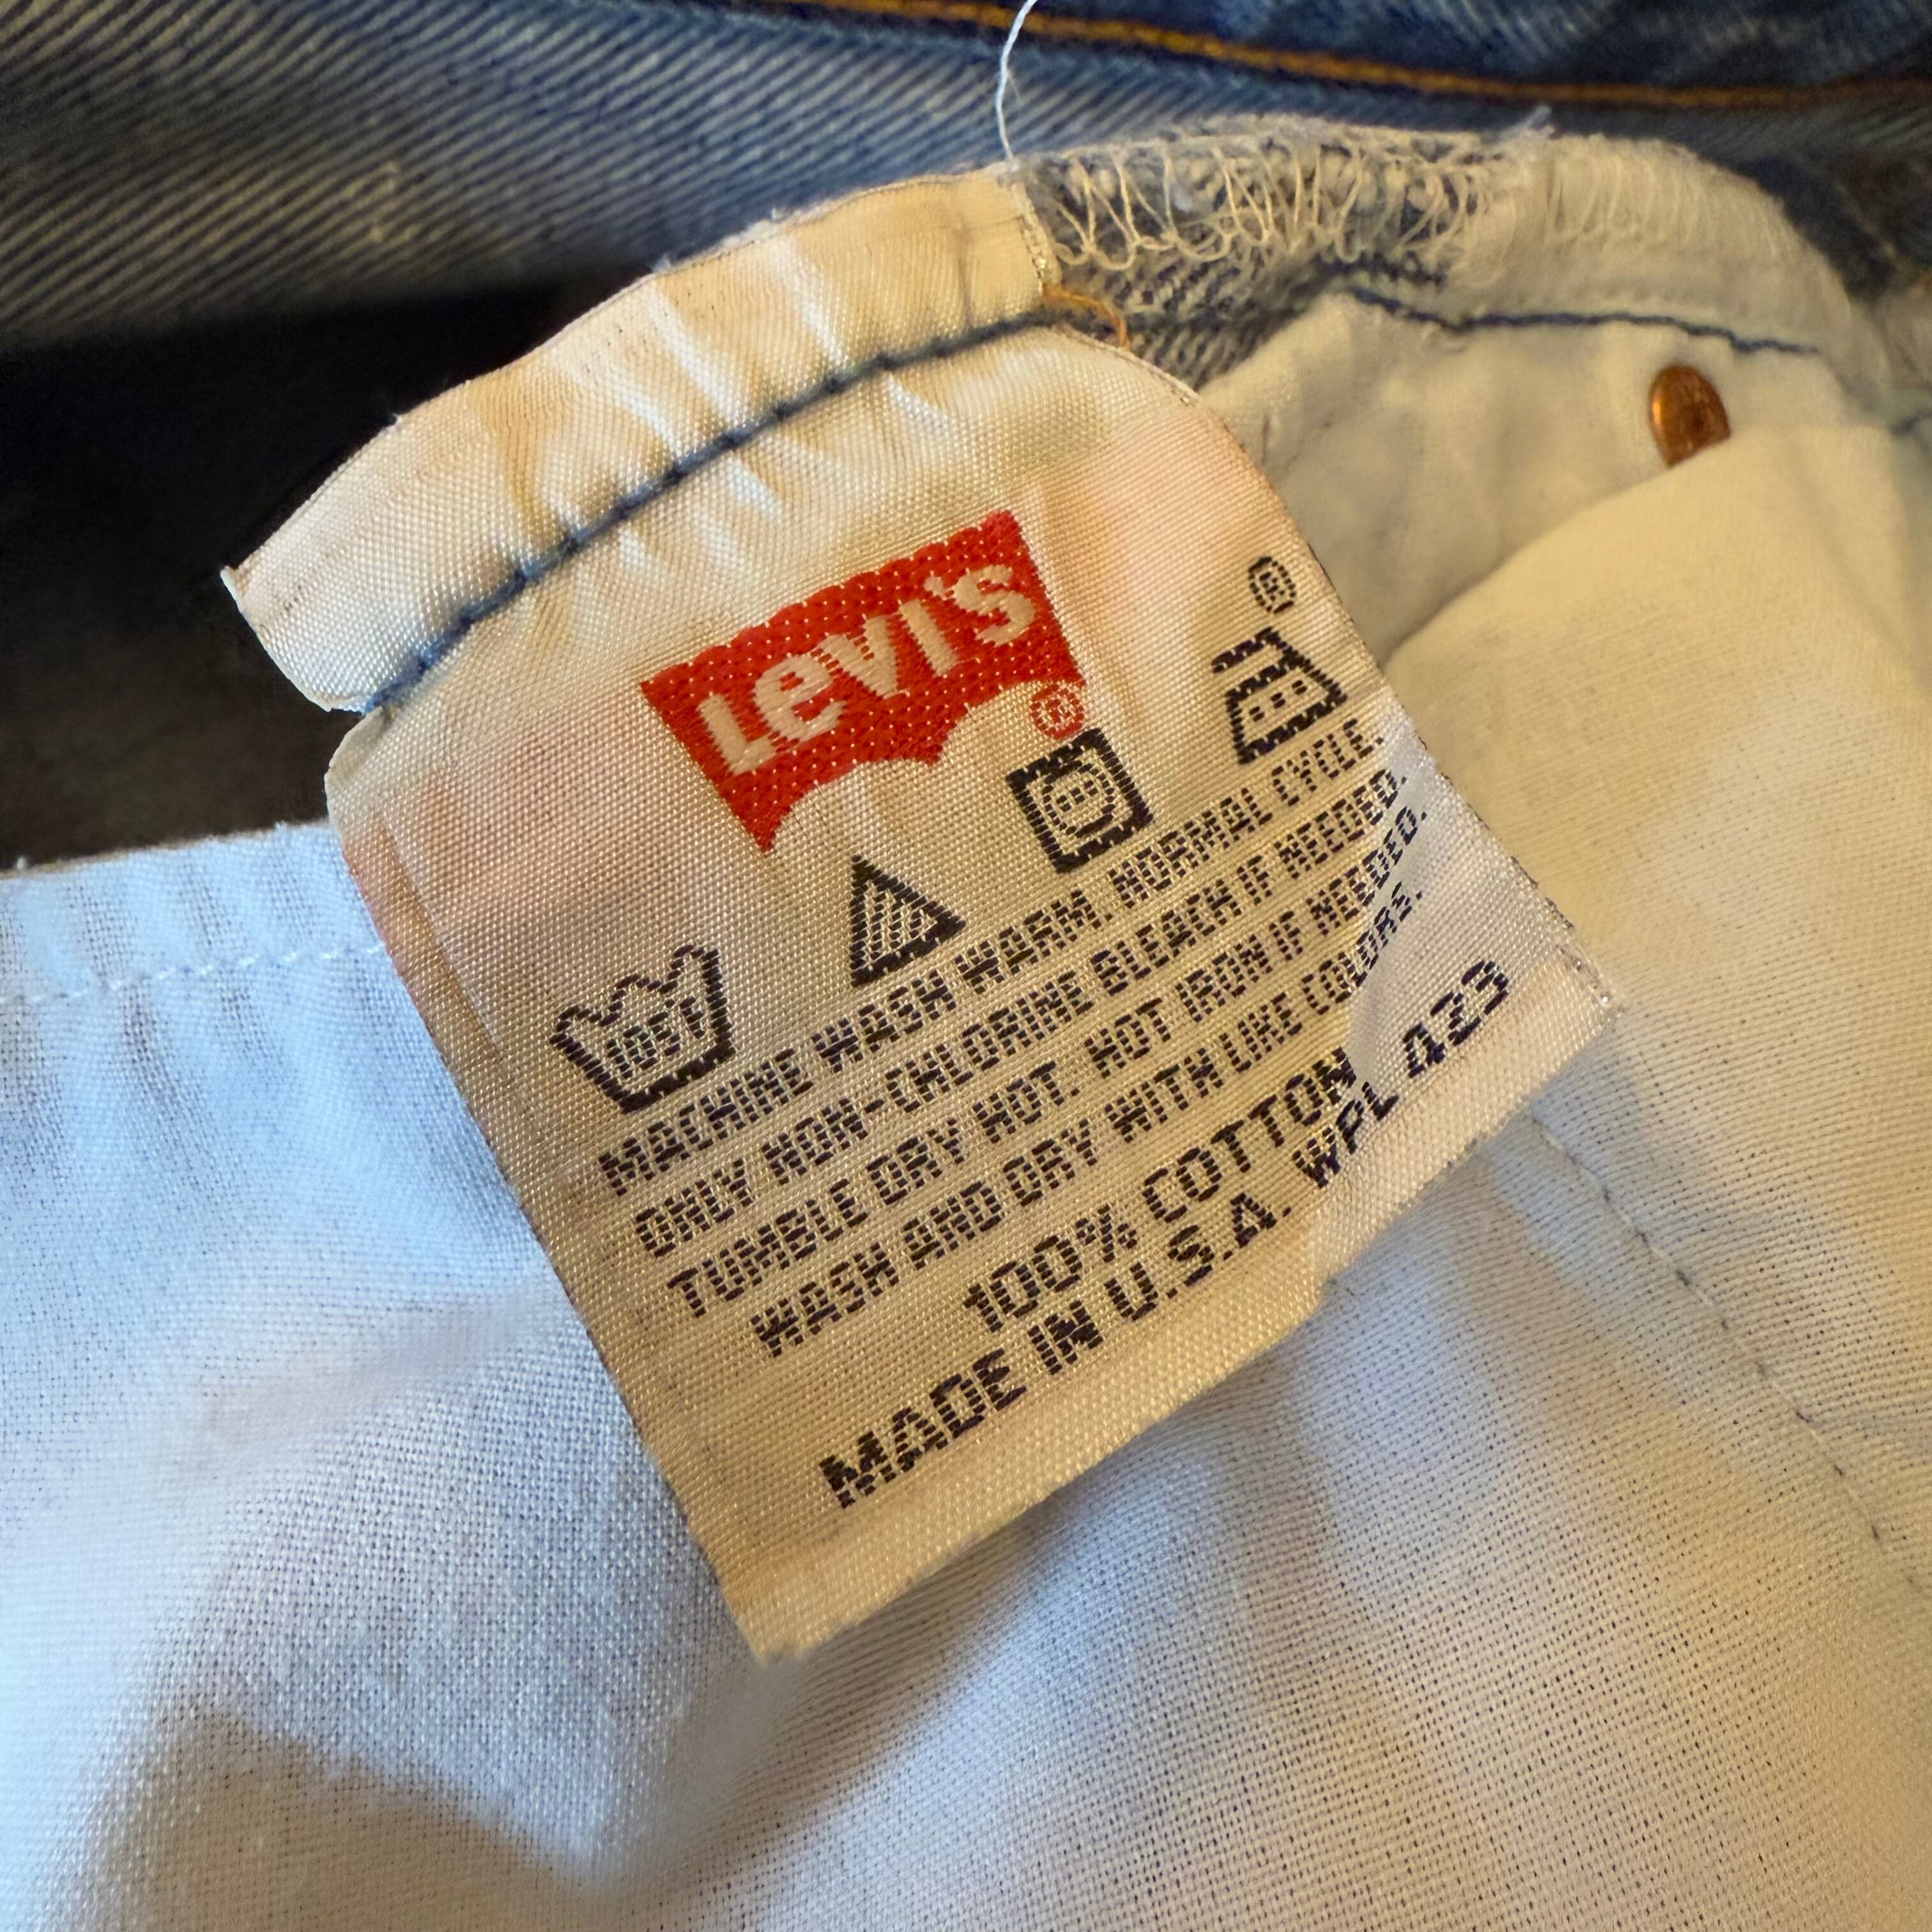 Levi's
®
®
105F
MACHINE WASH WARM. NORMAL CYCLE.
ONLY NON-CHLORINE BLEACH IF NEEDED.
TUMBLE DRY HOT. HOT IRON IF NEEDED.
WASH AND DRY WITH LIKE COLORS.
100% COTTON
MADE IN U.S.A. WPL 423